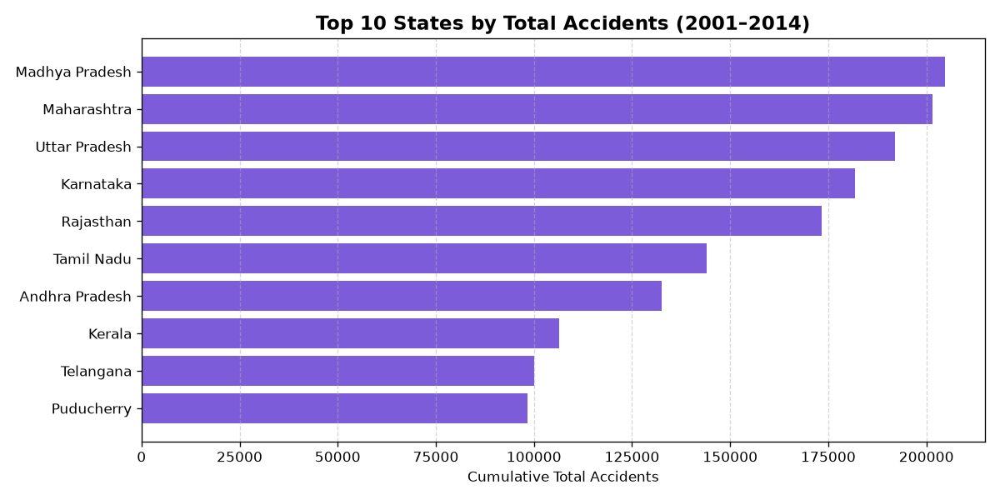 Top 10 States by Total Accidents (2001–2014)
Madhya Pradesh
Maharashtra
Uttar Pradesh
Karnataka
Rajasthan
Tamil Nadu
Andhra Pradesh
Kerala
Telangana
Puducherry
0 25000 50000 75000 100000 125000 150000 175000 200000
Cumulative Total Accidents